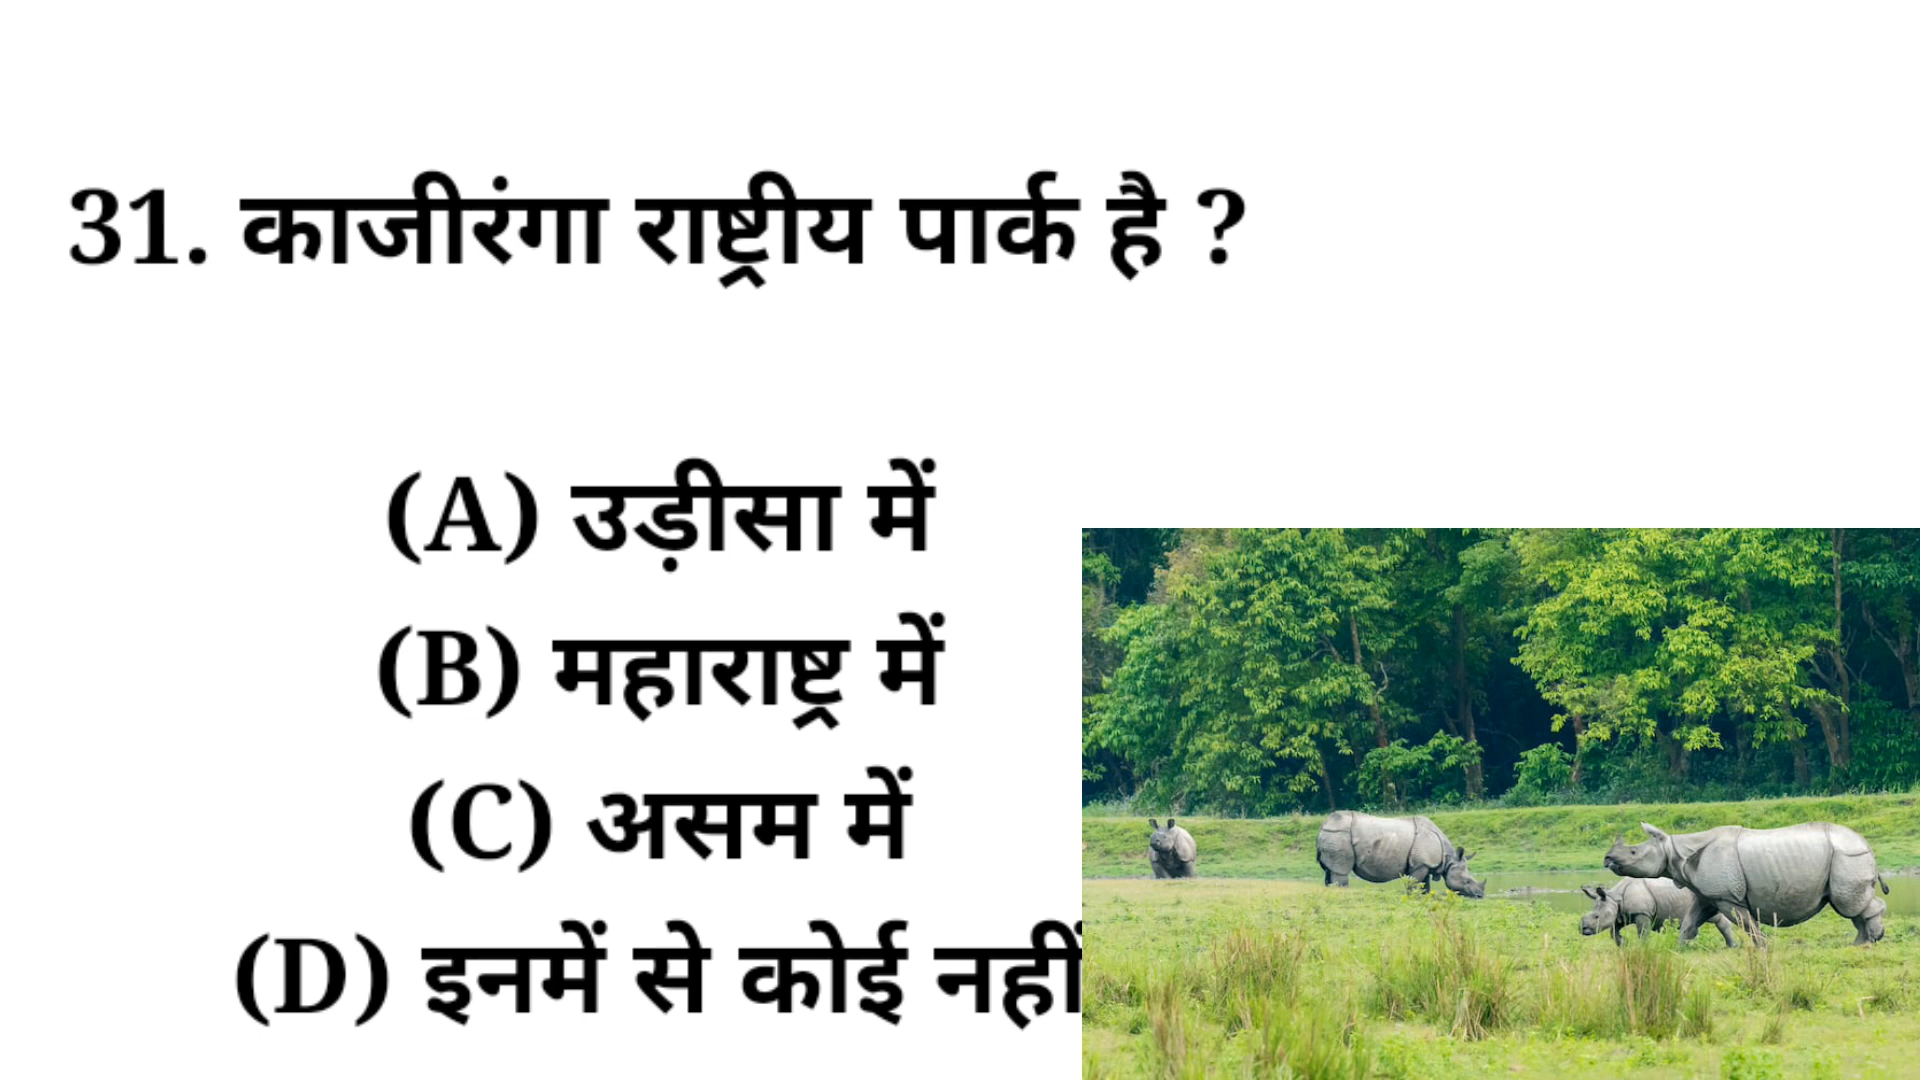 31. काजीरंगा राष्ट्रीय पार्क है ?
(A) उड़ीसा में
(B) महाराष्ट्र में
(C) असम में
(D) इनमें से कोई नहीं